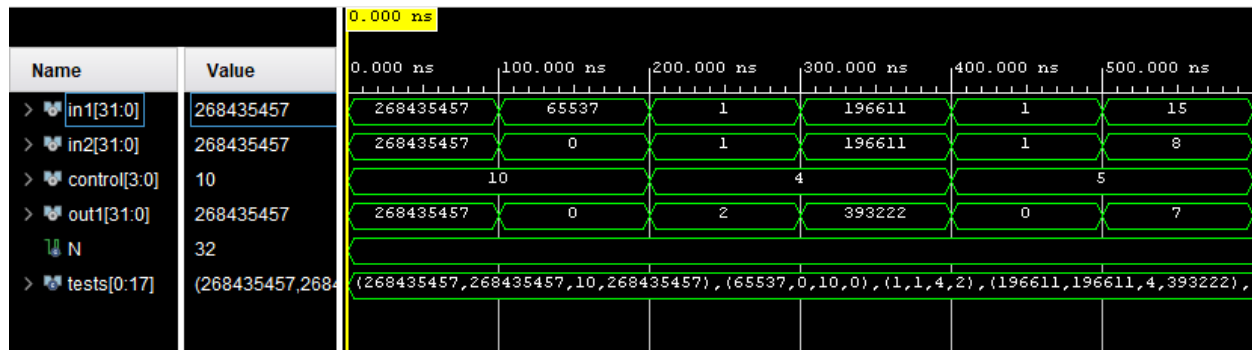 0.000 ns
Name Value 0.000 ns 100.000 ns 200.000 ns 300.000 ns 400.000 ns 500.000 ns
in1[31:0] 268435457 268435457 65537 1 196611 1 15
in2[31:0] 268435457 268435457 0 1 196611 1 8
control[3:0] 10 10 4 5
out1[31:0] 268435457 268435457 0 2 393222 0 7
N 32
tests[0:17] (268435457,2684 (268435457,268435457,10,268435457),(65537,0,10,0),(1,1,4,2),(196611,196611,4,393222),